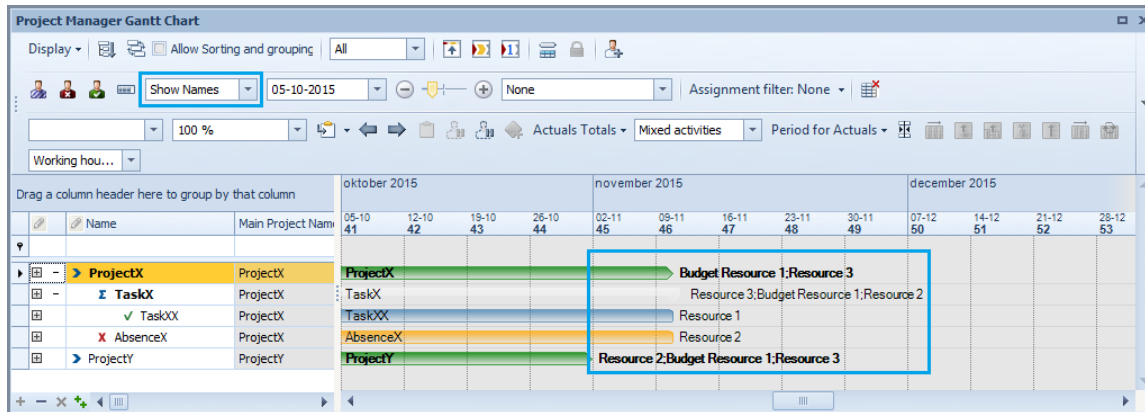 Project Manager Gantt Chart
Display Allow Sorting and grouping All
Show Names 05-10-2015 None Assignment filter: None
100 % Actuals Totals Mixed activities Period for Actuals
Working hou...
Drag a column header here to group by that column
oktober 2015 november 2015 december 2015
Name Main Project Name
05-10 12-10 19-10 26-10 02-11 09-11 16-11 23-11 30-11 07-12 14-12 21-12 28-12
41 42 43 44 45 46 47 48 49 50 51 52 53
ProjectX ProjectX ProjectX Budget Resource 1;Resource 3
TaskX ProjectX TaskX Resource 3;Budget Resource 1;Resource 2
TaskXX ProjectX TaskXX Resource 1
AbsenceX ProjectX AbsenceX Resource 2
ProjectY ProjectX ProjectY Resource 2;Budget Resource 1;Resource 3